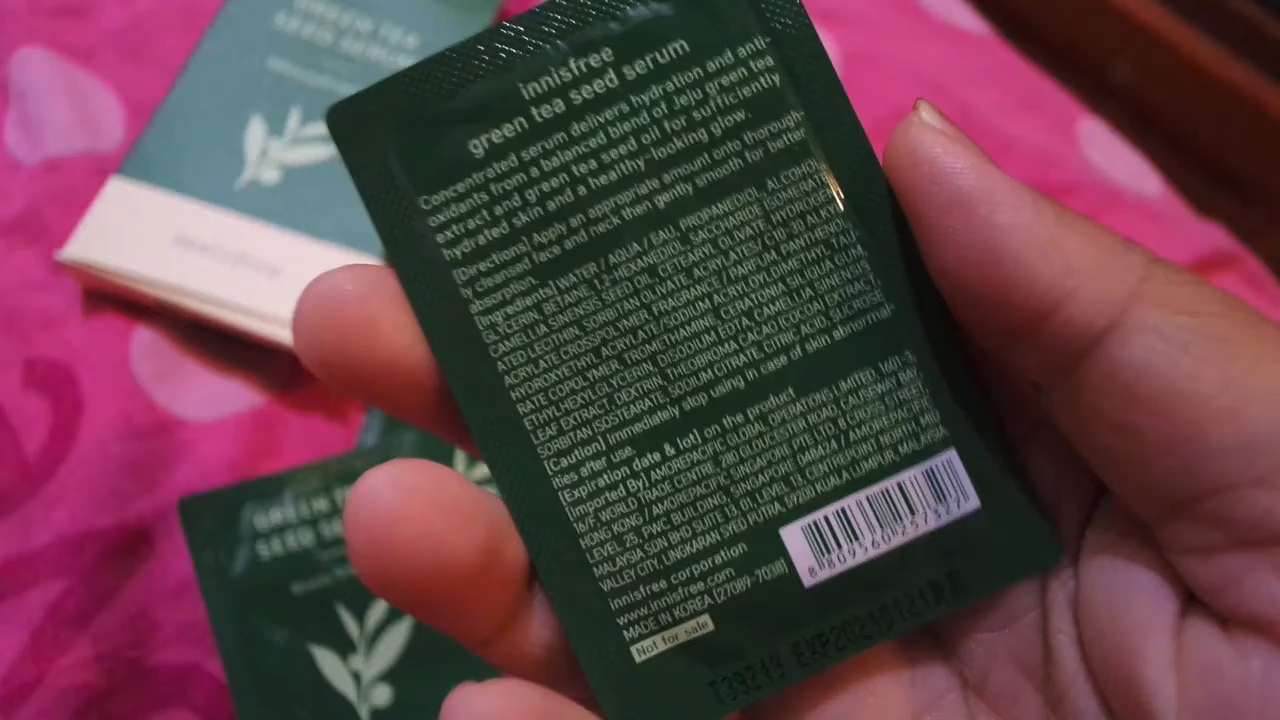 GREEN TEA
SEED SERUM
innisfree
green tea seed serum
Concentrated serum delivers hydration and anti-
oxidants from a balanced blend of Jeju green tea
extract and green tea seed oil for sufficiently
hydrated skin and a healthy-looking glow.
[Directions] Apply an appropriate amount onto thorough-
ly cleansed face and neck then gently smooth for better
absorption.
[Ingredients] WATER / AQUA / EAU, PROPANEDIOL, ALCOHOL,
GLYCERIN, BETAINE, 1,2-HEXANEDIOL, SACCHARIDE ISOMERATE,
CAMELLIA SINENSIS SEED OIL, CETEARYL OLIVATE, HYDROGEN
ATED LECITHIN, SORBITAN OLIVATE, ACRYLATES/ C10-30 ALKYL
ACRYLATE CROSSPOLYMER, FRAGRANCE / PARFUM, PANTHENOL,
HYDROXYETHYL ACRYLATE/SODIUM ACRYLOYLDIMETHYL TAU
RATE COPOLYMER, TROMETHAMINE, CERATONIA SILIQUA GUM,
ETHYLHEXYLGLYCERIN, DISODIUM EDTA, CAMELLIA SINENSIS
LEAF EXTRACT, DEXTRIN, THEOBROMA CACAO (COCOA) EXTRACT,
SORBITAN ISOSTEARATE, SODIUM CITRATE, CITRIC ACID, SUCROSE
[Caution] Immediately stop using in case of skin abnormal-
ities after use.
[Expiration date & lot] on the product
[Imported By] AMOREPACIFIC GLOBAL OPERATIONS LIMITED,
16/F WORLD TRADE CENTRE, 280 GLOUCESTER ROAD, CAUSEWAY BAY,
HONG KONG / AMOREPACIFIC SINGAPORE PTE LTD, 8 CROSS STREET
LEVEL 25, PWC BUILDING, SINGAPORE 048424 / AMOREPACIFIC
MALAYSIA SDN BHD SUITE 13.01, LEVEL 13, CENTREPOINT NORTH, MID
VALLEY CITY, LINGKARAN SYED PUTRA, 59200 KUALA LUMPUR, MALAYSIA
innisfree corporation
www.innisfree.com
MADE IN KOREA [27089-7038]
Not for sale
GREEN
SEED